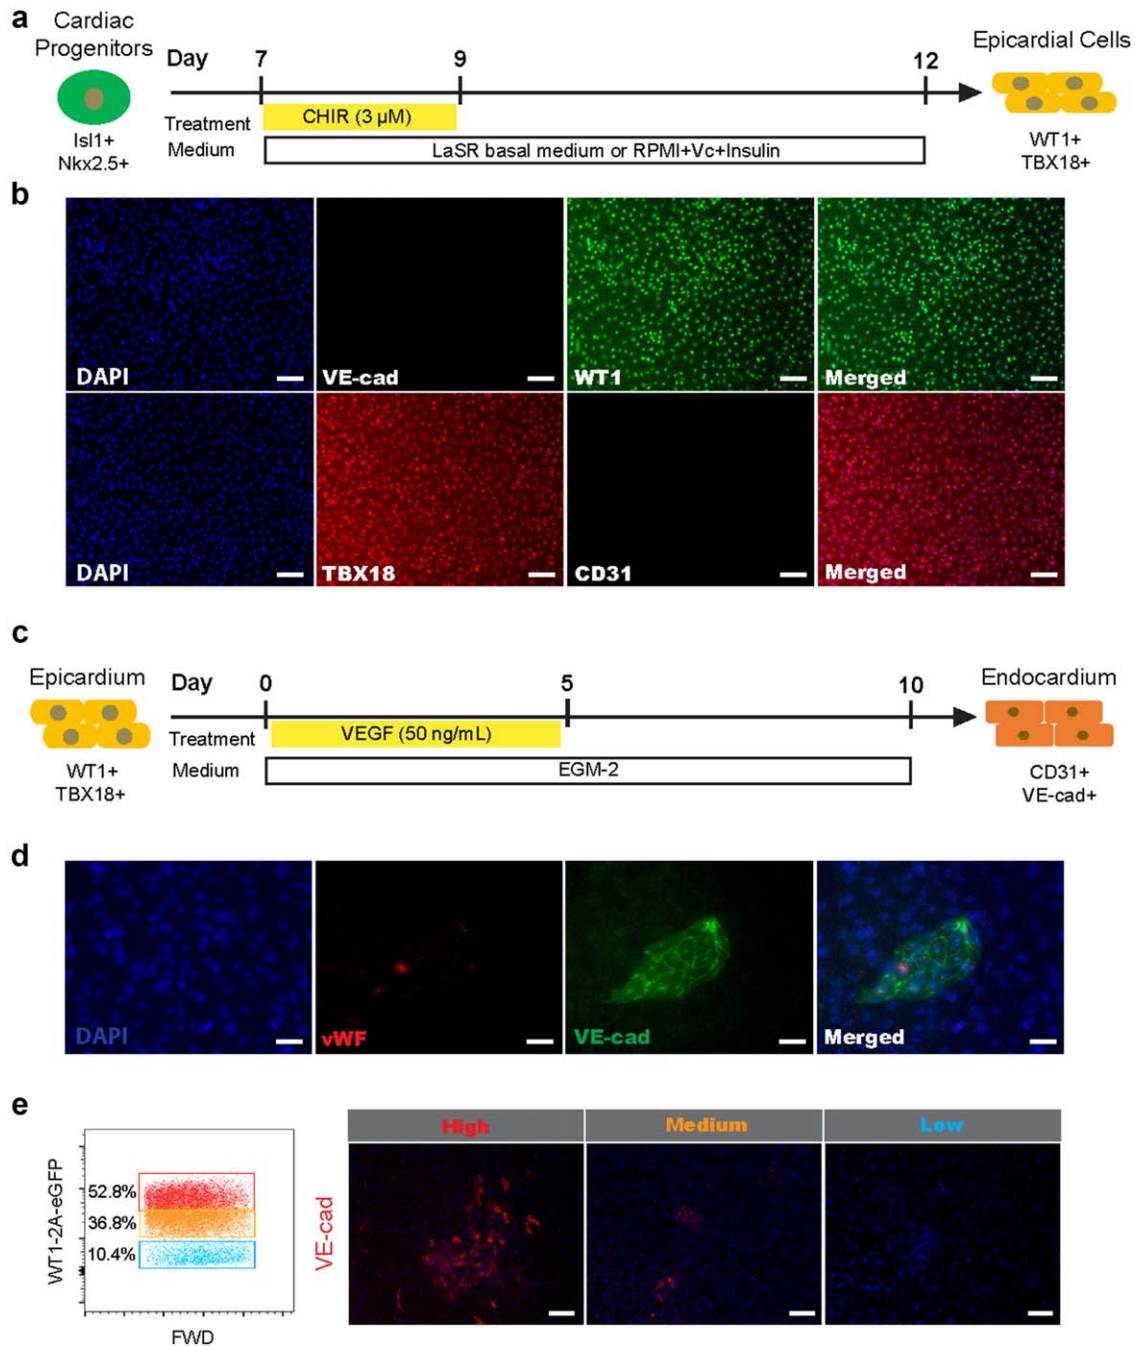 a
Cardiac
Progenitors
Isl1+
Nkx2.5+
Day 7 9 12
Treatment CHIR (3 µM)
Medium LaSR basal medium or RPMI+Vc+Insulin
Epicardial Cells
WT1+
TBX18+
b
DAPI VE-cad WT1 Merged
DAPI TBX18 CD31 Merged
c
Epicardium
WT1+
TBX18+
Day 0 5 10
Treatment VEGF (50 ng/mL)
Medium EGM-2
Endocardium
CD31+
VE-cad+
d
DAPI vWF VE-cad Merged
e
WT1-2A-eGFP
52.8%
36.8%
10.4%
FWD
High Medium Low
VE-cad